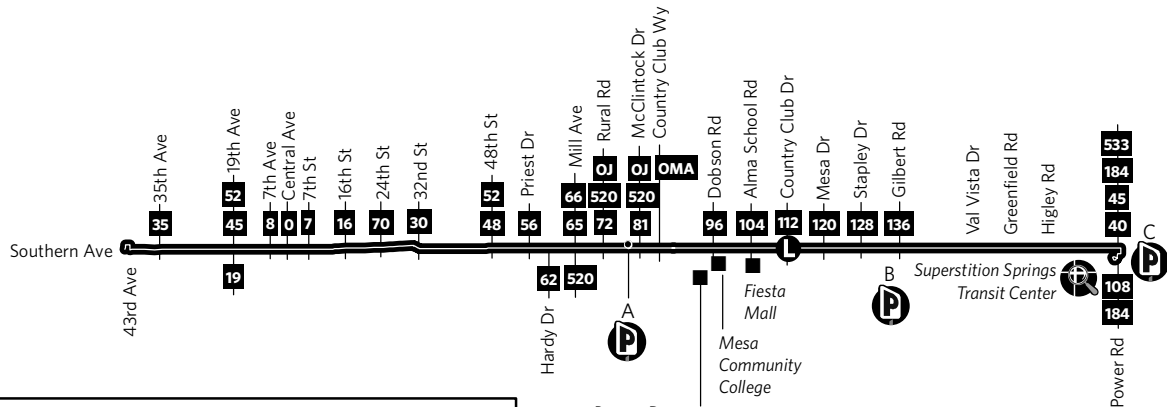 35th Ave
19th Ave
7th Ave
Central Ave
7th St
16th St
24th St
32nd St
48th St
Priest Dr
Mill Ave
Rural Rd
McClintock Dr
Country Club Wy
Dobson Rd
Alma School Rd
Country Club Dr
Mesa Dr
Stapley Dr
Gilbert Rd
Val Vista Dr
Greenfield Rd
Higley Rd
533
OJ OJ OMA
184
52 52 66 520 520
45
35 45 8 0 7 16 70 30 48 56 65 72 81 96 104 112 120 128 136
40
Southern Ave
L
C
P
43rd Ave
19
62 520
Hardy Dr
A
P
Fiesta
Mall
Mesa
Community
College
B
P
Superstition Springs
Transit Center
108
184
Power Rd